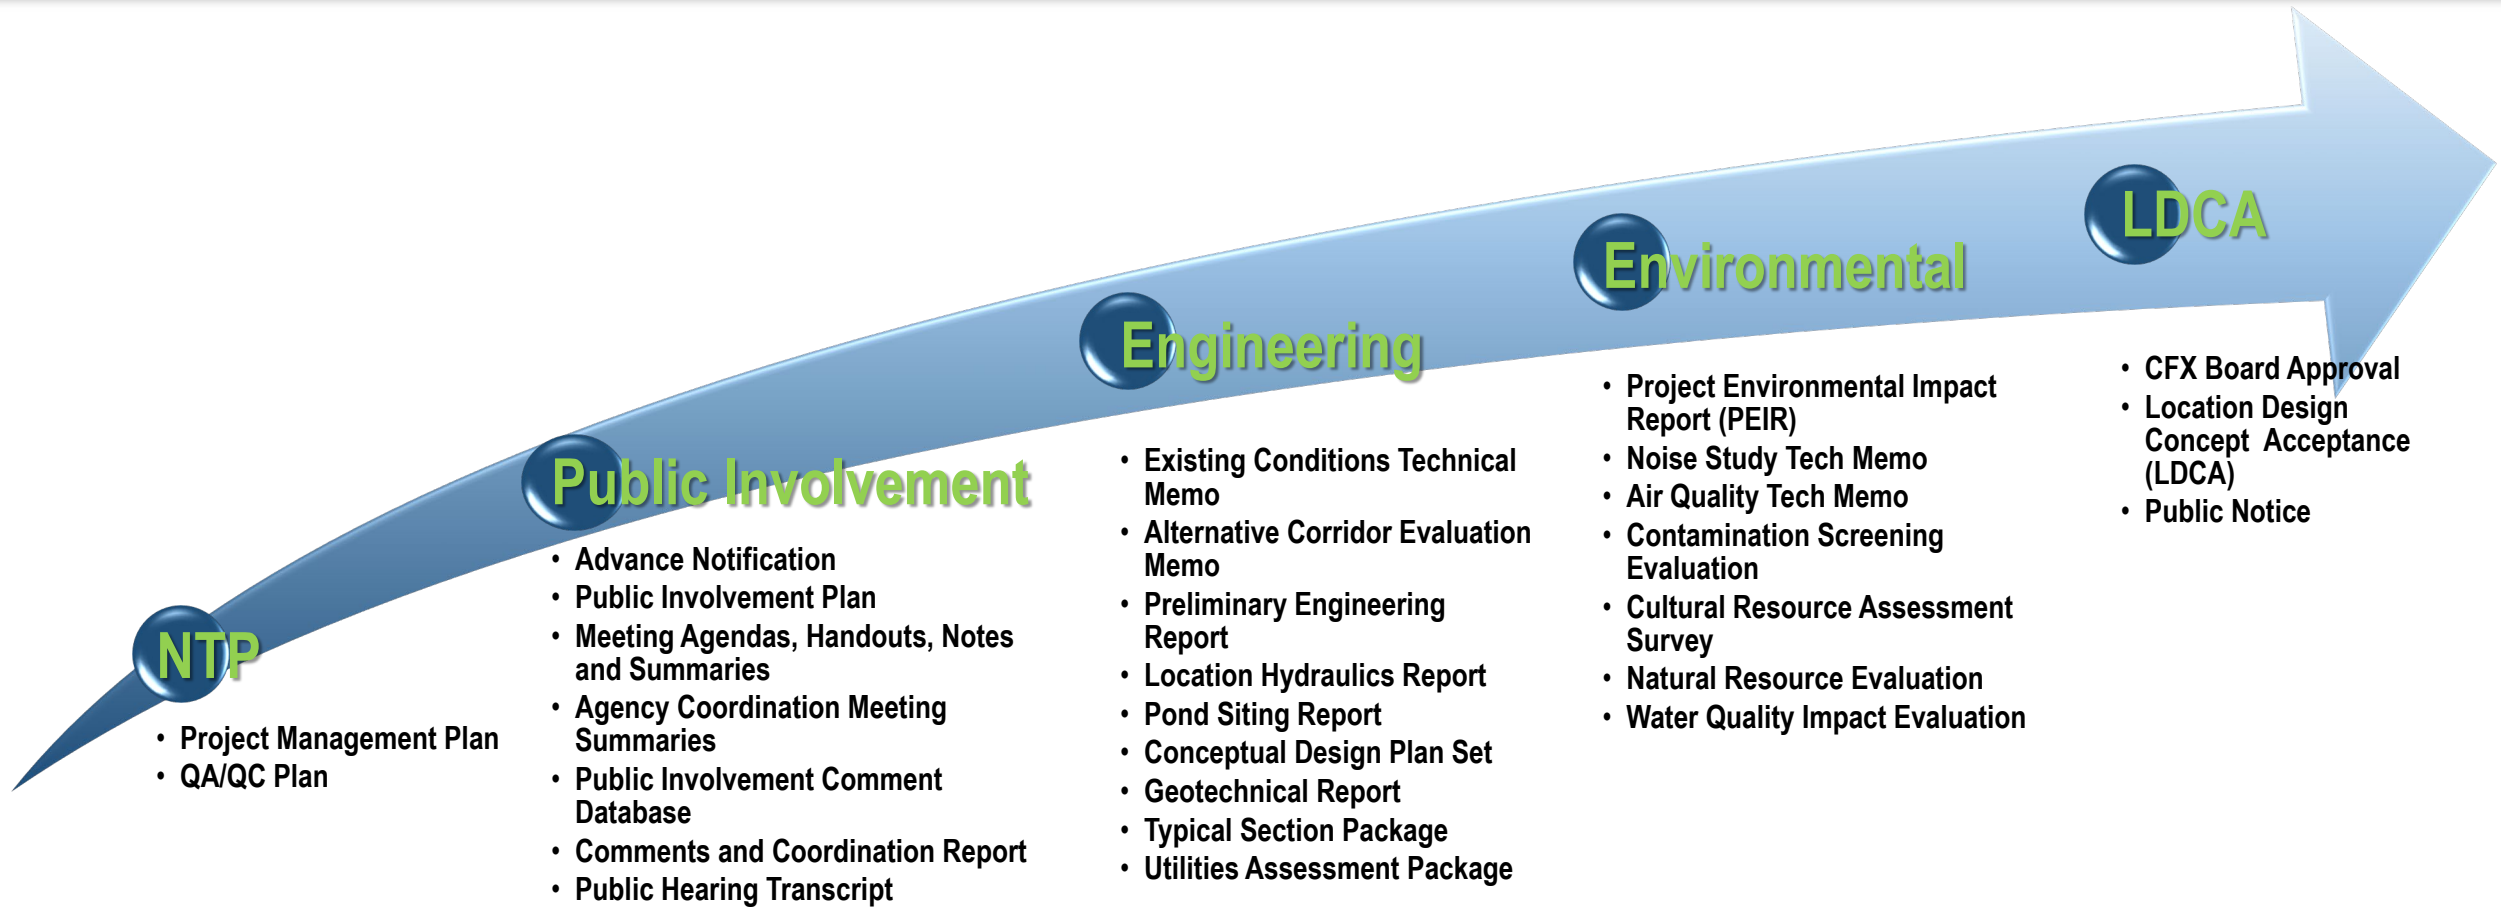 NTP
• Project Management Plan
• QA/QC Plan
Public Involvement
• Advance Notification
• Public Involvement Plan
• Meeting Agendas, Handouts, Notes
and Summaries
• Agency Coordination Meeting
Summaries
• Public Involvement Comment
Database
• Comments and Coordination Report
• Public Hearing Transcript
Engineering
• Existing Conditions Technical
Memo
• Alternative Corridor Evaluation
Memo
• Preliminary Engineering
Report
• Location Hydraulics Report
• Pond Siting Report
• Conceptual Design Plan Set
• Geotechnical Report
• Typical Section Package
• Utilities Assessment Package
Environmental
• Project Environmental Impact
Report (PEIR)
• Noise Study Tech Memo
• Air Quality Tech Memo
• Contamination Screening
Evaluation
• Cultural Resource Assessment
Survey
• Natural Resource Evaluation
• Water Quality Impact Evaluation
LDCA
• CFX Board Approval
• Location Design
Concept  Acceptance
(LDCA)
• Public Notice